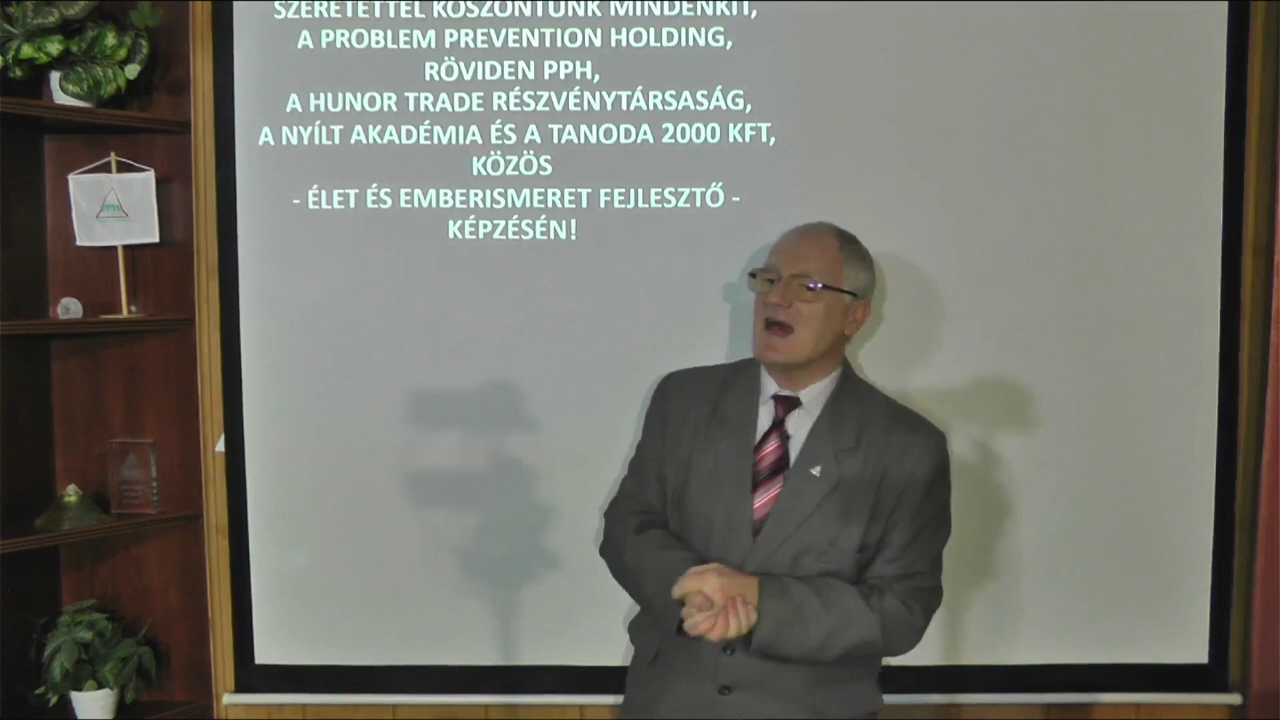 SZERETETTEL KÖSZÖNTÜNK MINDENKIT,
A PROBLEM PREVENTION HOLDING,
RÖVIDEN PPH,
A HUNOR TRADE RÉSZVÉNYTÁRSASÁG,
A NYÍLT AKADÉMIA ÉS A TANODA 2000 KFT,
KÖZÖS
- ÉLET ÉS EMBERISMERET FEJLESZTŐ -
KÉPZÉSÉN!